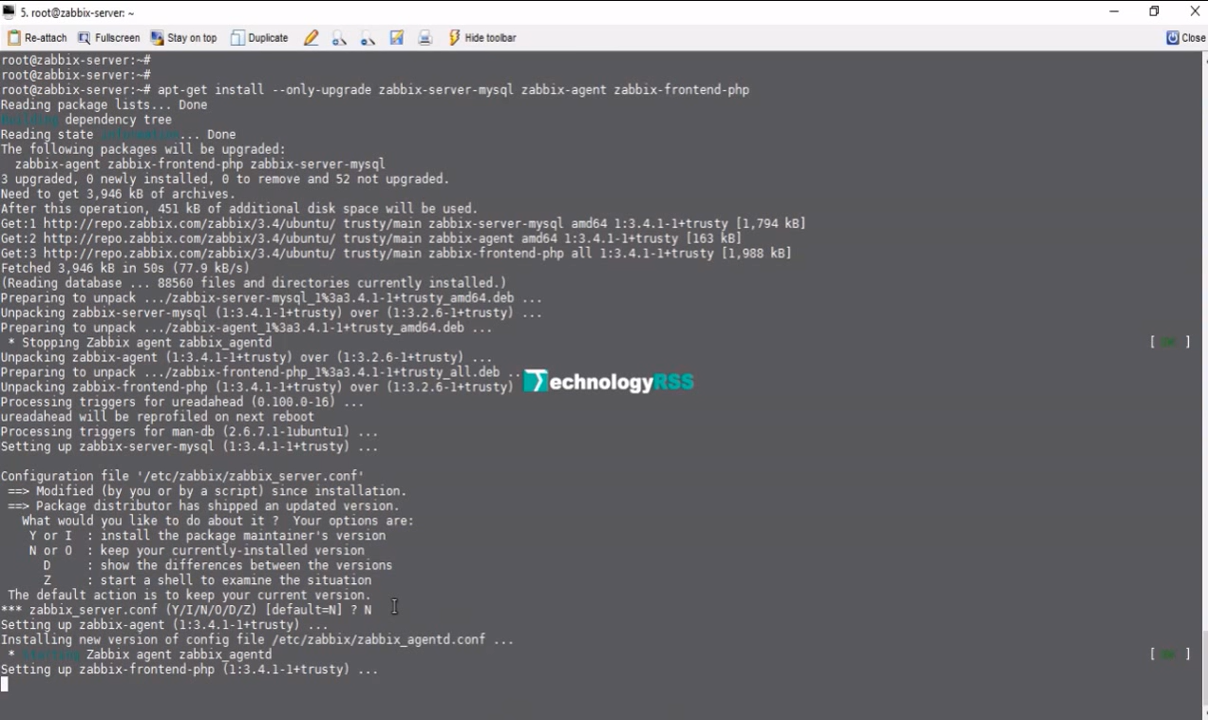 5. root@zabbix-server: ~
Re-attach Fullscreen Stay on top Duplicate Hide toolbar Close
root@zabbix-server:~#
root@zabbix-server:~#
root@zabbix-server:~# apt-get install --only-upgrade zabbix-server-mysql zabbix-agent zabbix-frontend-php
Reading package lists... Done
Building dependency tree
Reading state information... Done
The following packages will be upgraded:
zabbix-agent zabbix-frontend-php zabbix-server-mysql
3 upgraded, 0 newly installed, 0 to remove and 52 not upgraded.
Need to get 3,946 kB of archives.
After this operation, 451 kB of additional disk space will be used.
Get:1 http://repo.zabbix.com/zabbix/3.4/ubuntu/ trusty/main zabbix-server-mysql amd64 1:3.4.1-1+trusty [1,794 kB]
Get:2 http://repo.zabbix.com/zabbix/3.4/ubuntu/ trusty/main zabbix-agent amd64 1:3.4.1-1+trusty [163 kB]
Get:3 http://repo.zabbix.com/zabbix/3.4/ubuntu/ trusty/main zabbix-frontend-php all 1:3.4.1-1+trusty [1,988 kB]
Fetched 3,946 kB in 50s (77.9 kB/s)
(Reading database ... 88560 files and directories currently installed.)
Preparing to unpack .../zabbix-server-mysql_1%3a3.4.1-1+trusty_amd64.deb ...
Unpacking zabbix-server-mysql (1:3.4.1-1+trusty) over (1:3.2.6-1+trusty) ...
Preparing to unpack .../zabbix-agent_1%3a3.4.1-1+trusty_amd64.deb ...
* Stopping Zabbix agent zabbix_agentd [ OK ]
Unpacking zabbix-agent (1:3.4.1-1+trusty) over (1:3.2.6-1+trusty) ...
Preparing to unpack .../zabbix-frontend-php_1%3a3.4.1-1+trusty_all.deb ..
TechnologyRSS
Unpacking zabbix-frontend-php (1:3.4.1-1+trusty) over (1:3.2.6-1+trusty)
Processing triggers for ureadahead (0.100.0-16) ...
ureadahead will be reprofiled on next reboot
Processing triggers for man-db (2.6.7.1-1ubuntu1) ...
Setting up zabbix-server-mysql (1:3.4.1-1+trusty) ...
Configuration file '/etc/zabbix/zabbix_server.conf'
==> Modified (by you or by a script) since installation.
==> Package distributor has shipped an updated version.
What would you like to do about it ? Your options are:
Y or I : install the package maintainer's version
N or O : keep your currently-installed version
D : show the differences between the versions
Z : start a shell to examine the situation
The default action is to keep your current version.
*** zabbix_server.conf (Y/I/N/O/D/Z) [default=N] ? N
Setting up zabbix-agent (1:3.4.1-1+trusty) ...
Installing new version of config file /etc/zabbix/zabbix_agentd.conf ...
* Starting Zabbix agent zabbix_agentd [ OK ]
Setting up zabbix-frontend-php (1:3.4.1-1+trusty) ...